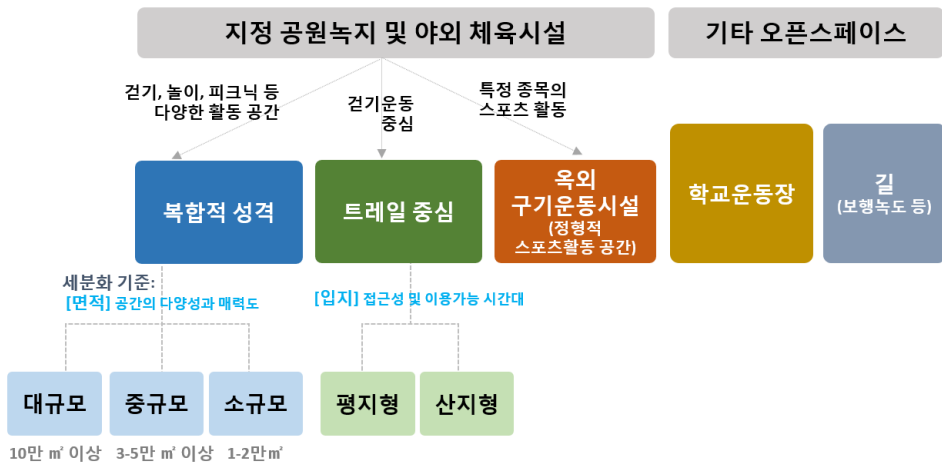 지정 공원녹지 및 야외 체육시설
기타 오픈스페이스
걷기, 놀이, 피크닉 등
다양한 활동 공간
걷기운동
중심
특정 종목의
스포츠 활동
복합적 성격
트레일 중심
옥외
구기운동시설
(정형적
스포츠활동 공간)
학교운동장
길
(보행녹도 등)
세분화 기준:
[면적] 공간의 다양성과 매력도
[입지] 접근성 및 이용가능 시간대
대규모
중규모
소규모
평지형
산지형
10만 ㎡ 이상
3-5만 ㎡ 이상
1-2만㎡